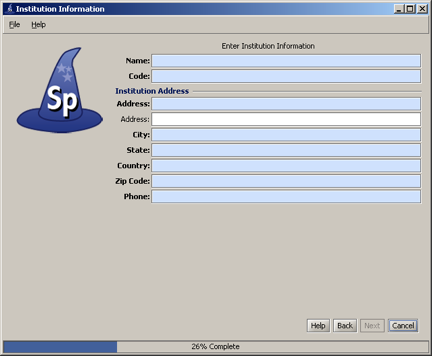 Institution Information
File Help
Enter Institution Information
Name:
Code:
Institution Address
Address:
Address:
City:
State:
Country:
Zip Code:
Phone:
Sp
Help Back Next Cancel
26% Complete